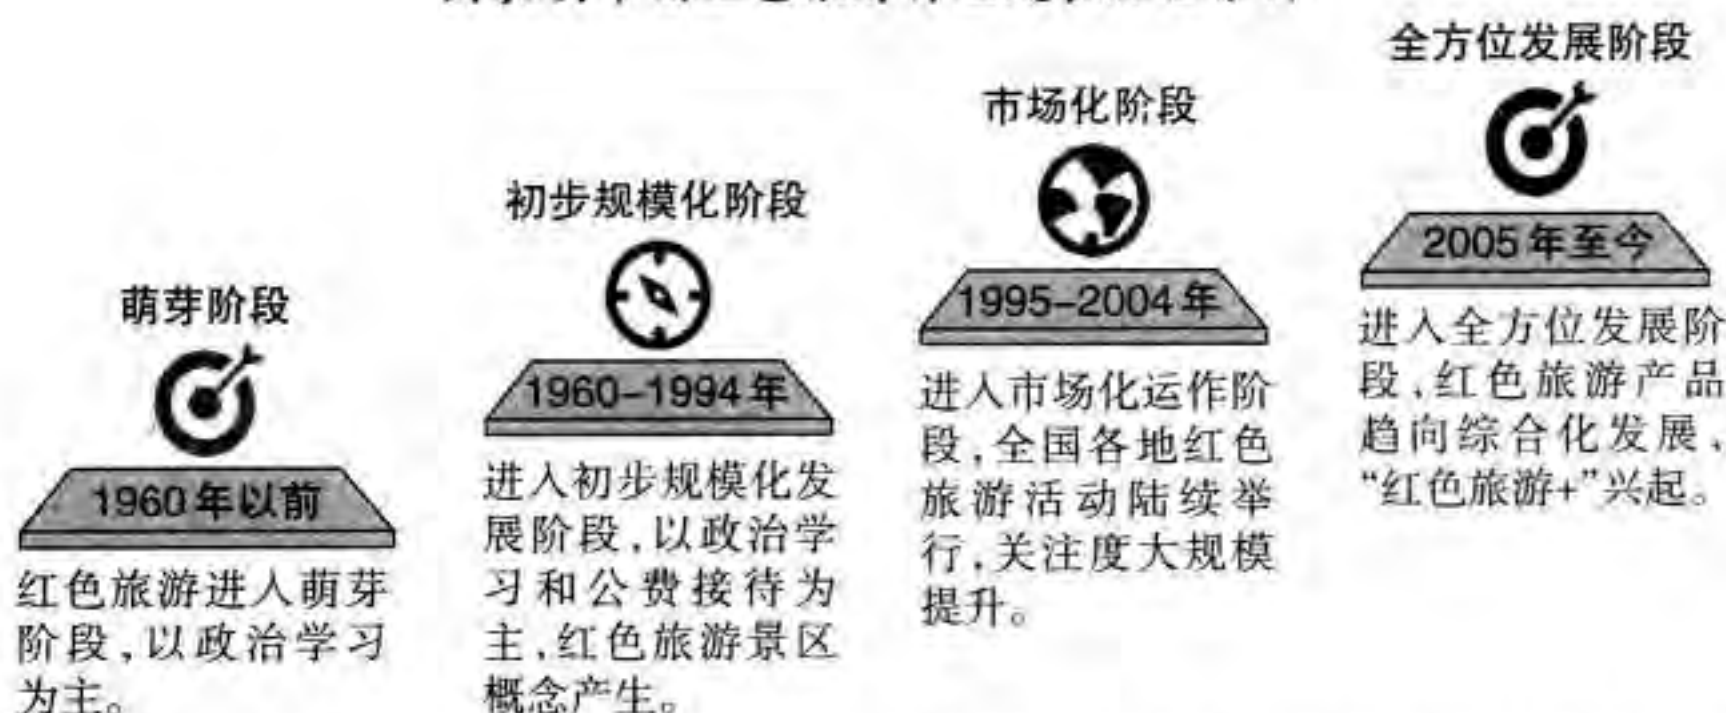 萌芽阶段
1960年以前
红色旅游进入萌芽
阶段,以政治学习
为主。
初步规模化阶段
1960-1994年
进入初步规模化发
展阶段,以政治学
习和公费接待为
主,红色旅游景区
概念产生。
市场化阶段
1995-2004年
进入市场化运作阶
段,全国各地红色
旅游活动陆续举
行,关注度大规模
提升。
全方位发展阶段
2005年至今
进入全方位发展阶
段,红色旅游产品
趋向综合化发展,
“红色旅游+”兴起。